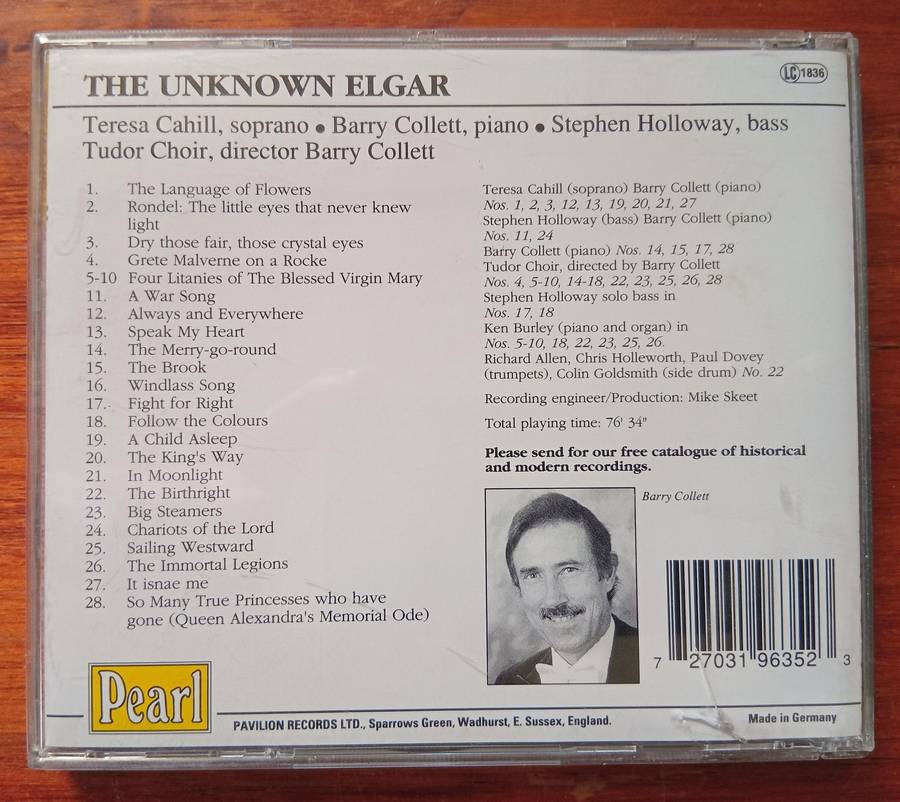 THE UNKNOWN ELGAR
LC 1836
Teresa Cahill, soprano • Barry Collett, piano • Stephen Holloway, bass
Tudor Choir, director Barry Collett
1. The Language of Flowers
2. Rondel: The little eyes that never knew
light
3. Dry those fair, those crystal eyes
4. Grete Malverne on a Rocke
5-10 Four Litanies of The Blessed Virgin Mary
11. A War Song
12. Always and Everywhere
13. Speak My Heart
14. The Merry-go-round
15. The Brook
16. Windlass Song
17. Fight for Right
18. Follow the Colours
19. A Child Asleep
20. The King's Way
21. In Moonlight
22. The Birthright
23. Big Steamers
24. Chariots of the Lord
25. Sailing Westward
26. The Immortal Legions
27. It isnae me
28. So Many True Princesses who have
gone (Queen Alexandra's Memorial Ode)
Teresa Cahill (soprano) Barry Collett (piano)
Nos. 1, 2, 3, 12, 13, 19, 20, 21, 27
Stephen Holloway (bass) Barry Collett (piano)
Nos. 11, 24
Barry Collett (piano) Nos. 14, 15, 17, 28
Tudor Choir, directed by Barry Collett
Nos. 4, 5-10, 14-18, 22, 23, 25, 26, 28
Stephen Holloway solo bass in
Nos. 17, 18
Ken Burley (piano and organ) in
Nos. 5-10, 18, 22, 23, 25, 26.
Richard Allen, Chris Holleworth, Paul Dovey
(trumpets), Colin Goldsmith (side drum) No. 22
Recording engineer/Production: Mike Skeet
Total playing time: 76' 34"
Please send for our free catalogue of historical
and modern recordings.
Barry Collett
7 27031 96352 3
Pearl
PAVILION RECORDS LTD., Sparrows Green, Wadhurst, E. Sussex, England.
Made in Germany